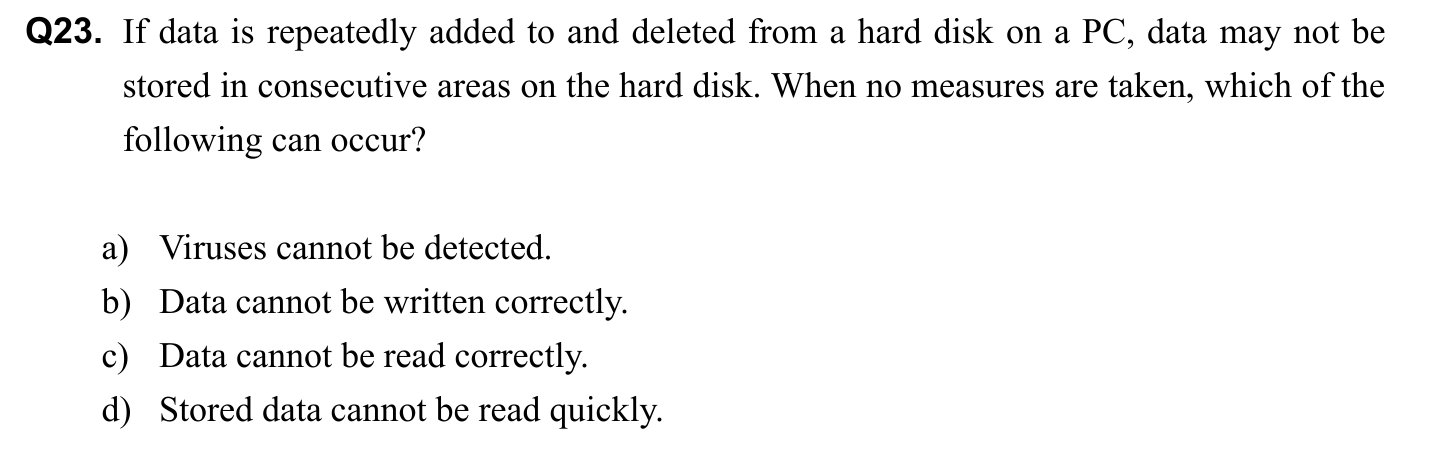 Q23. If data is repeatedly added to and deleted from a hard disk on a PC, data may not be
stored in consecutive areas on the hard disk. When no measures are taken, which of the
following can occur?
a) Viruses cannot be detected.
b) Data cannot be written correctly.
c) Data cannot be read correctly.
d) Stored data cannot be read quickly.